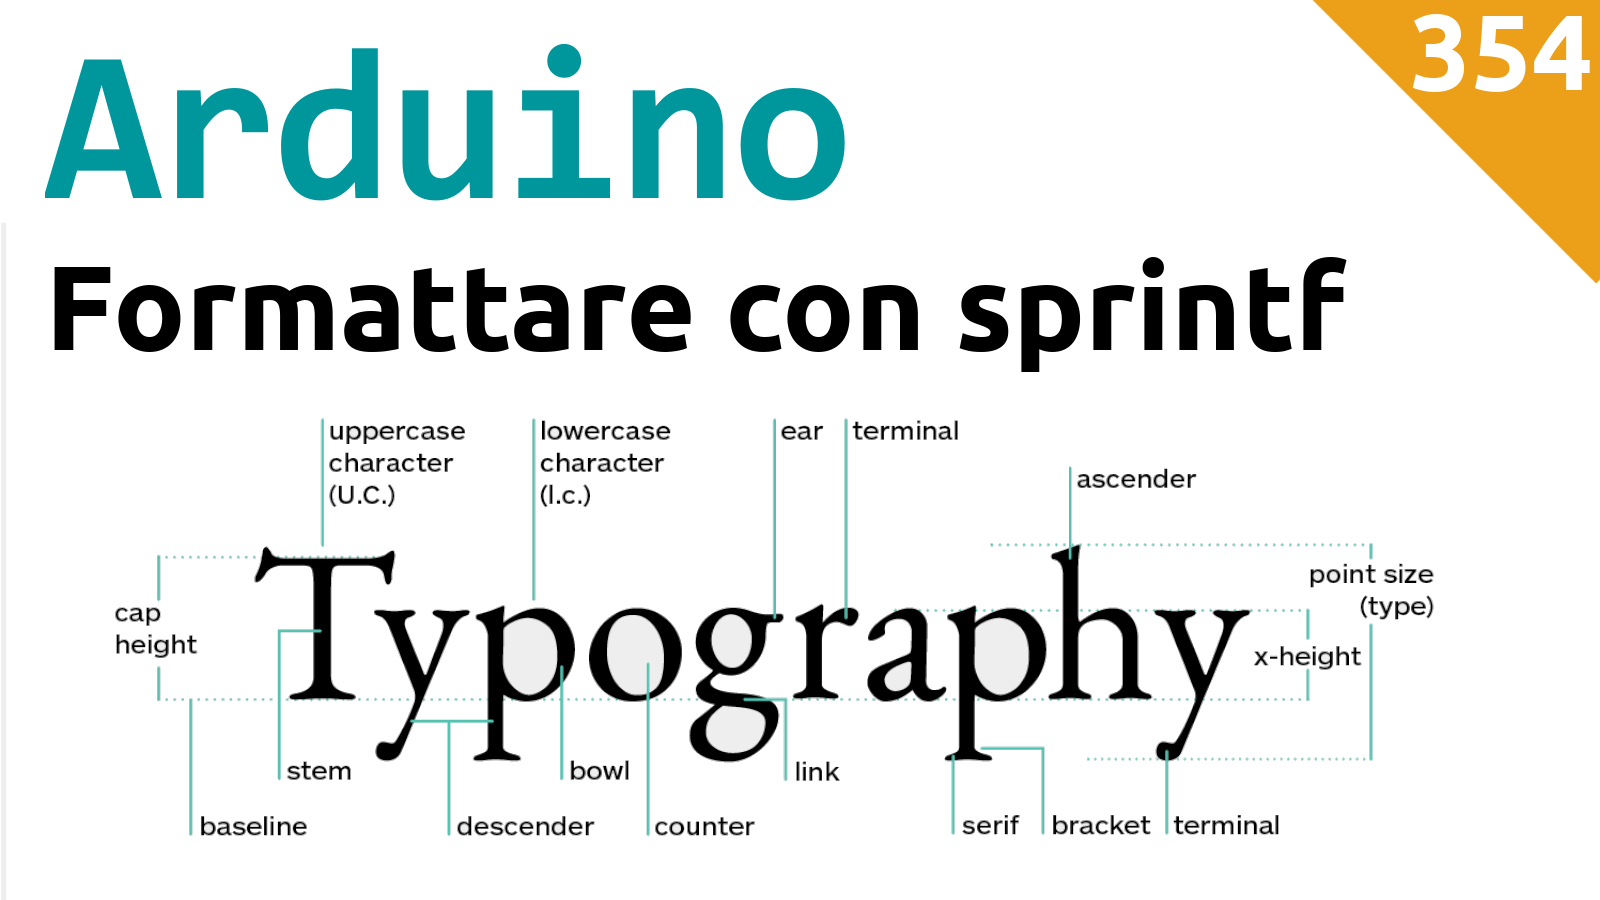 Arduino
354
Formattare con sprintf
uppercase
character
(U.C.)
lowercase
character
(l.c.)
ear
terminal
ascender
point size
(type)
cap
height
Typography
x-height
stem
bowl
link
baseline
descender
counter
serif
bracket
terminal